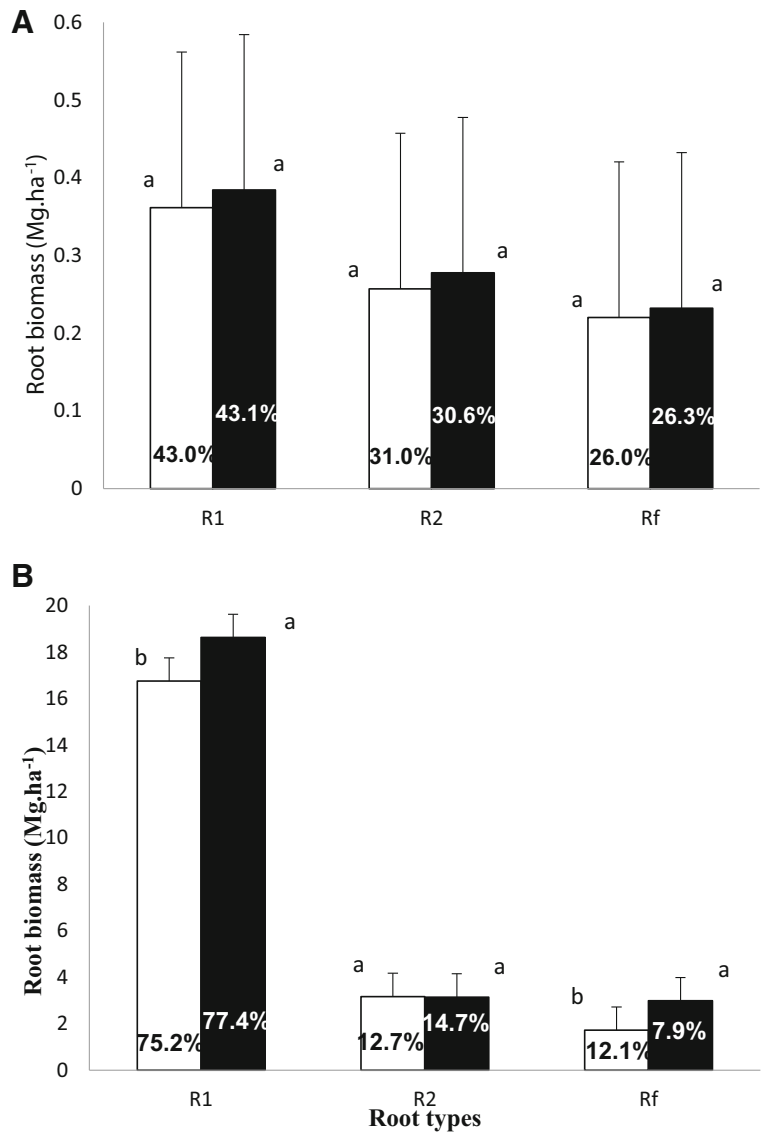 A
Root biomass (Mg.ha-1)
0.6
0.5
0.4
0.3
0.2
0.1
0
a
a
a
a
a
a
43.0%
43.1%
31.0%
30.6%
26.0%
26.3%
R1
R2
Rf
B
Root biomass (Mg.ha-1)
20
18
16
14
12
10
8
6
4
2
0
b
a
a
a
b
a
75.2%
77.4%
12.7%
14.7%
12.1%
7.9%
R1
R2
Rf
Root types